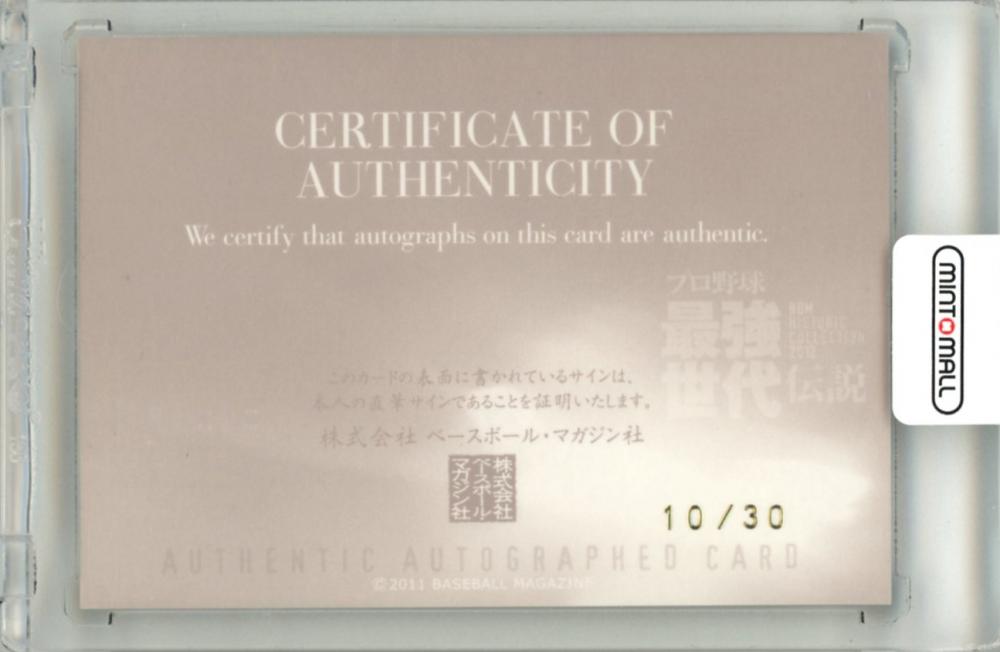 CERTIFICATE OF
AUTHENTICITY
We certify that autographs on this card are authentic.
プロ野球
最強
世代伝説
BBM
HISTORIC
COLLECTION
2012
このカードの表面に書かれているサインは、
本人の直筆サインであることを証明いたします。
株式会社 ベースボール・マガジン社
株式会社
ベースボール・
マガジン社
10/30
AUTHENTIC AUTOGRAPHED CARD
©2011 BASEBALL MAGAZINE
MINT MALL